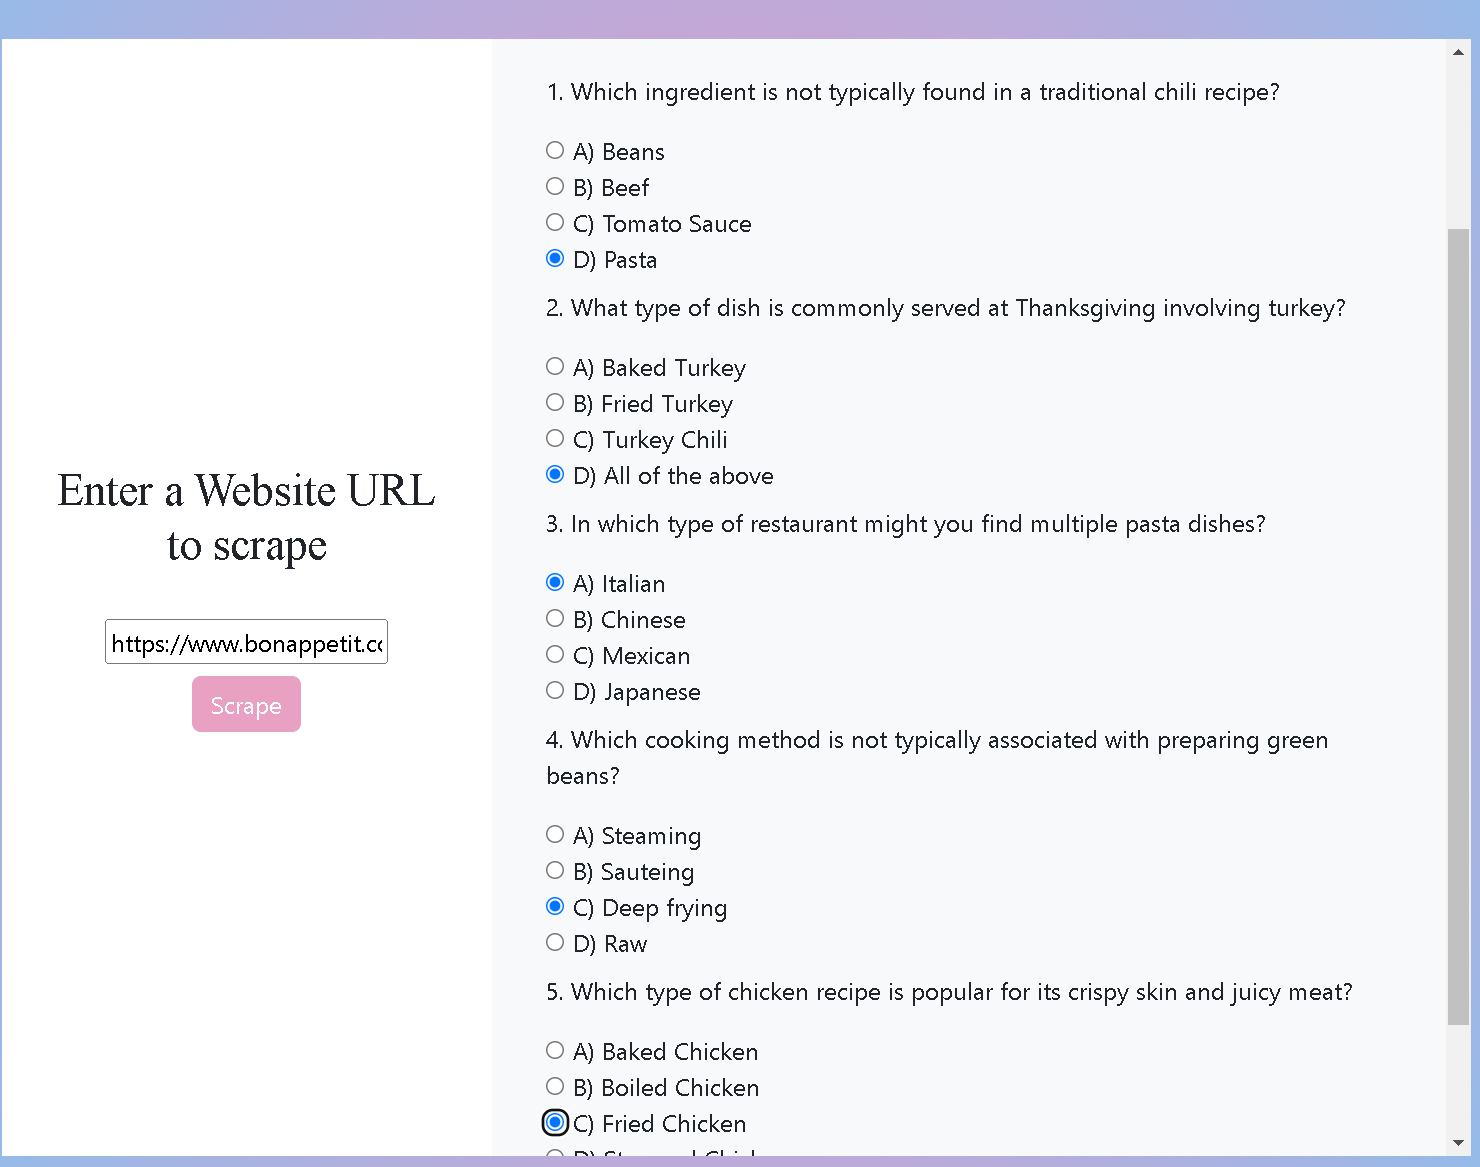 Enter a Website URL
to scrape
https://www.bonappetit.c
Scrape
1. Which ingredient is not typically found in a traditional chili recipe?
A) Beans
B) Beef
C) Tomato Sauce
D) Pasta
2. What type of dish is commonly served at Thanksgiving involving turkey?
A) Baked Turkey
B) Fried Turkey
C) Turkey Chili
D) All of the above
3. In which type of restaurant might you find multiple pasta dishes?
A) Italian
B) Chinese
C) Mexican
D) Japanese
4. Which cooking method is not typically associated with preparing green
beans?
A) Steaming
B) Sauteing
C) Deep frying
D) Raw
5. Which type of chicken recipe is popular for its crispy skin and juicy meat?
A) Baked Chicken
B) Boiled Chicken
C) Fried Chicken